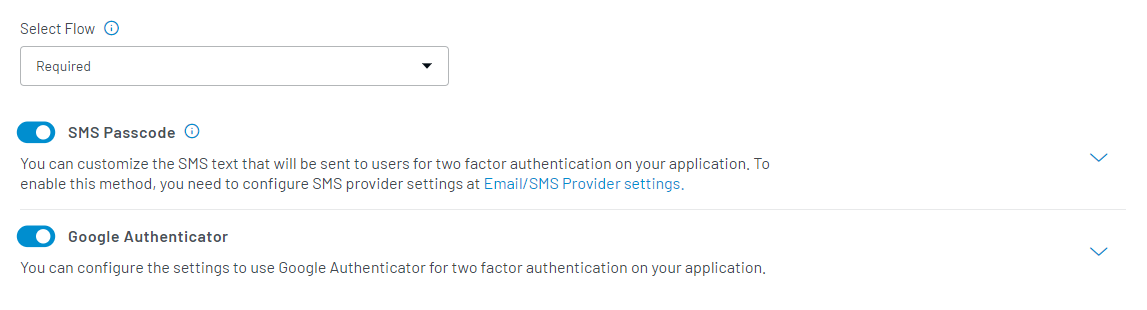 Select Flow
Required
SMS Passcode
You can customize the SMS text that will be sent to users for two factor authentication on your application. To
enable this method, you need to configure SMS provider settings at Email/SMS Provider settings.
Google Authenticator
You can configure the settings to use Google Authenticator for two factor authentication on your application.